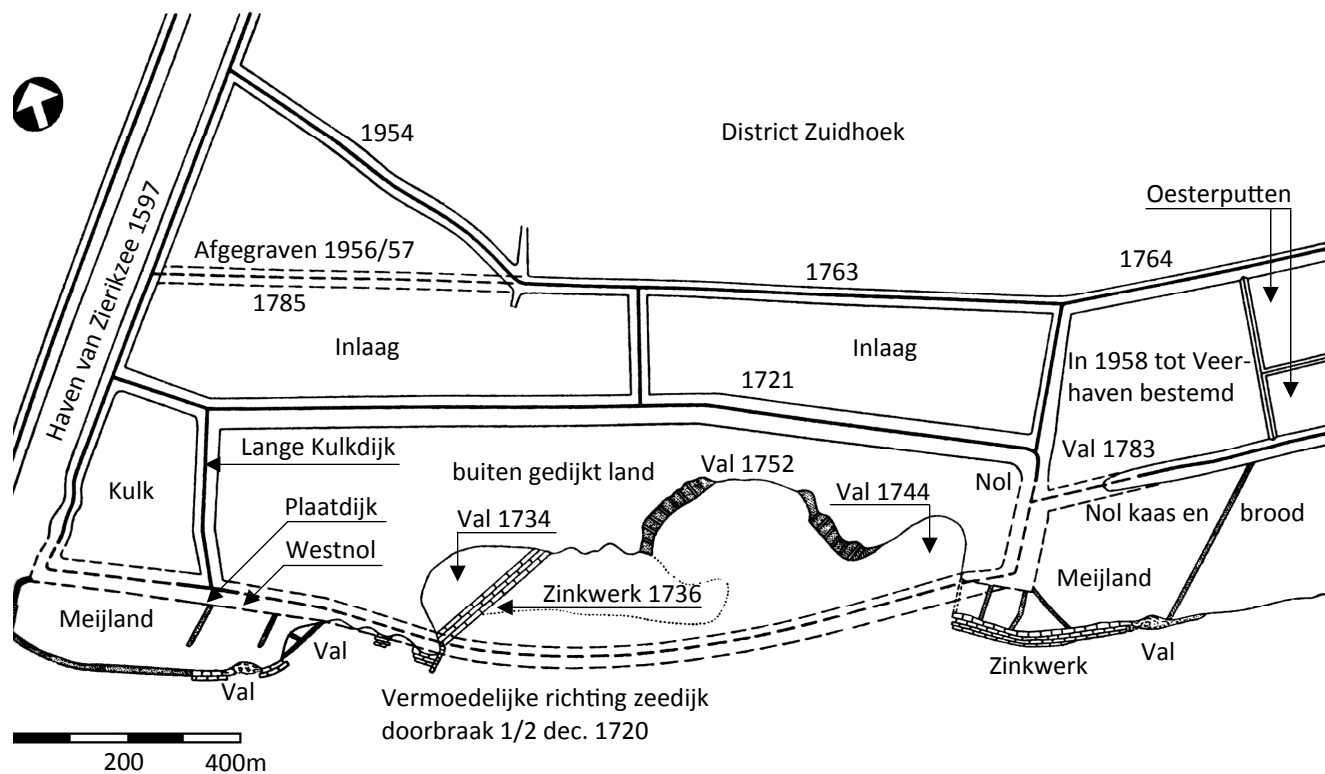 1954
District Zuidhoek
Oesterputten
Haven van Zierikzee 1597
Afgegraven 1956/57
1785
1763
1764
Inlaag
Inlaag
In 1958 tot Veer-
haven bestemd
1721
Lange Kulkdijk
Val 1783
Kulk
buiten gedijkt land
Val 1752
Nol
Val 1744
Plaatdijk
Val 1734
Nol kaas en brood
Westnol
Meijland
Zinkwerk 1736
Meijland
Val
Val
Zinkwerk
Val
Vermoedelijke richting zeedijk
doorbraak 1/2 dec. 1720
200 400m